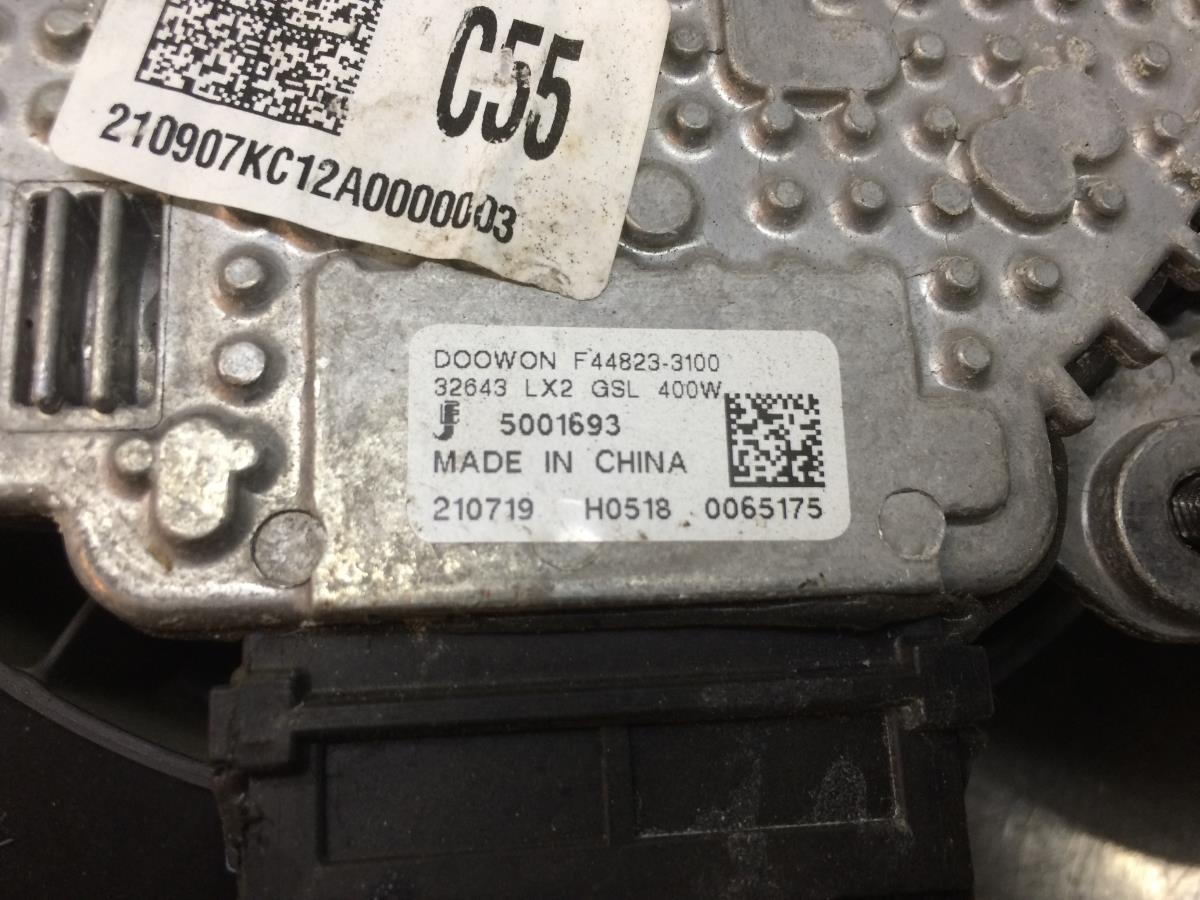 C55
210907KC12A0000003
DOOWON F44823-3100
32643 LX2 GSL 400W
5001693
MADE IN CHINA
210719 H0518 0065175